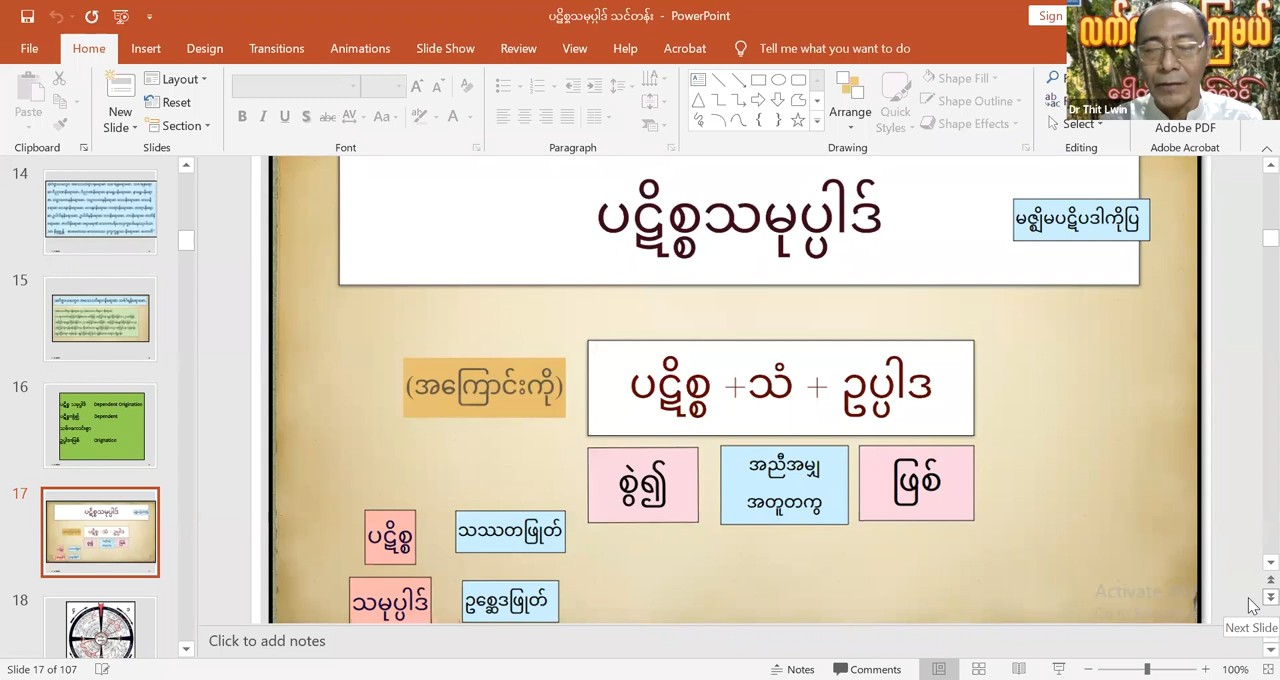 ပဋိစ္စသမုပ္ပါဒ် သင်တန်း - PowerPoint
Sign
File Home Insert Design Transitions Animations Slide Show Review View Help Acrobat Tell me what you want to do
Paste
New Slide
Layout
Reset
Section
B I U S abc AV Aa A
Arrange
Quick Styles
Shape Fill
Shape Outline
Shape Effects
Select
Adobe PDF
Clipboard Slides Font Paragraph Drawing Editing Adobe Acrobat
Dr Thit Lwin
14
15
16
Dependent Origination
Dependent
Origination
17
18
ပဋိစ္စသမုပ္ပါဒ်
မဇ္ဈိမပဋိပဒါကိုပြ
(အကြောင်းကို)
ပဋိစ္စ +သံ + ဥပ္ပါဒ
စွဲ၍
အညီအမျှ
အတူတကွ
ဖြစ်
ပဋိစ္စ
သဿတဖြုတ်
သမုပ္ပါဒ်
ဥစ္ဆေဒဖြုတ်
Next Slide
Click to add notes
Slide 17 of 107
Notes
Comments
100%